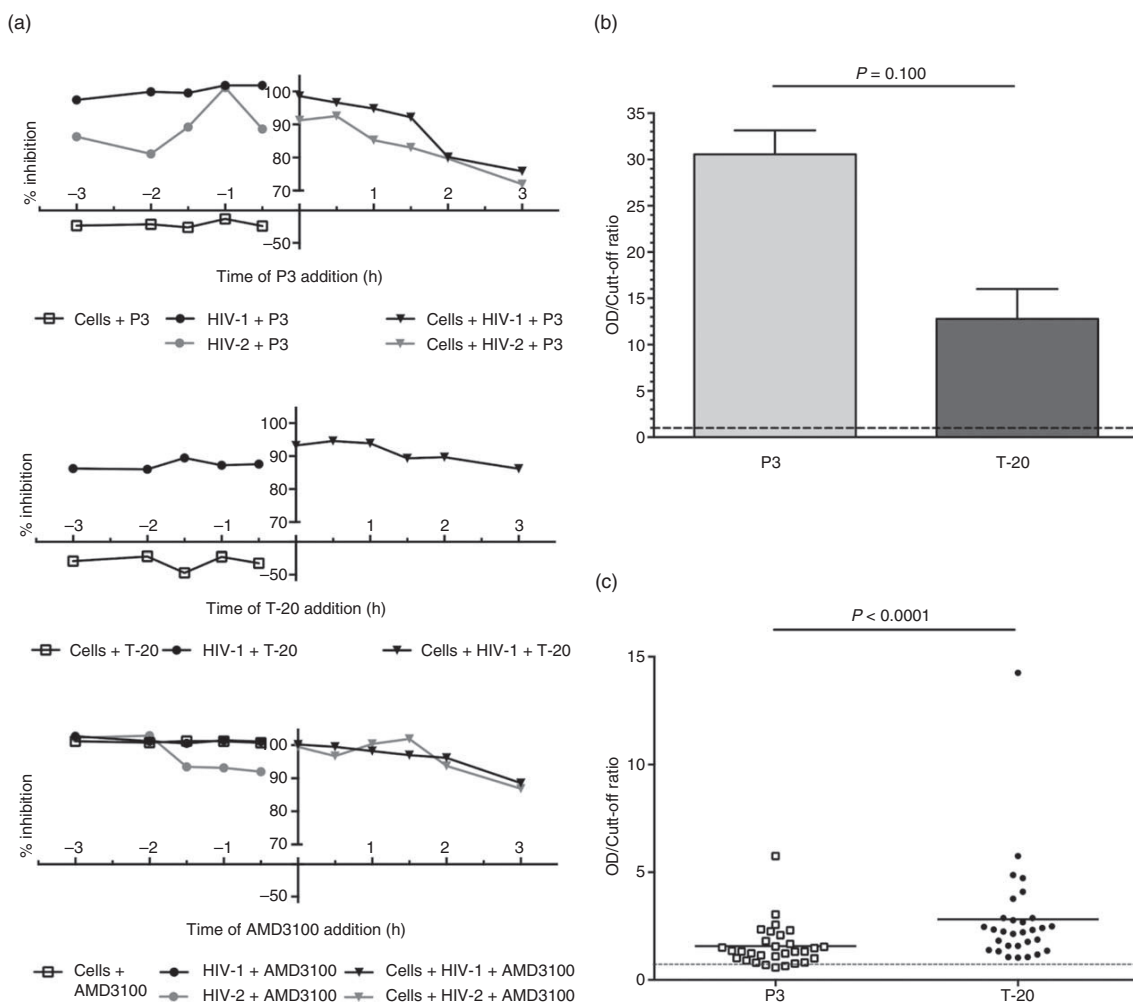 (a)
% inhibition
100
90
80
70
–3 –2 –1 1 2 3
–50
Time of P3 addition (h)
Cells + P3 HIV-1 + P3 Cells + HIV-1 + P3
HIV-2 + P3 Cells + HIV-2 + P3
% inhibition
100
90
80
70
–3 –2 –1 1 2 3
–50
Time of T-20 addition (h)
Cells + T-20 HIV-1 + T-20 Cells + HIV-1 + T-20
% inhibition
100
90
80
70
–3 –2 –1 1 2 3
–50
Time of AMD3100 addition (h)
Cells + AMD3100
HIV-1 + AMD3100 Cells + HIV-1 + AMD3100
HIV-2 + AMD3100 Cells + HIV-2 + AMD3100
(b)
P = 0.100
OD/Cutt-off ratio
35
30
25
20
15
10
5
0
P3 T-20
(c)
P < 0.0001
OD/Cutt-off ratio
15
10
5
0
P3 T-20